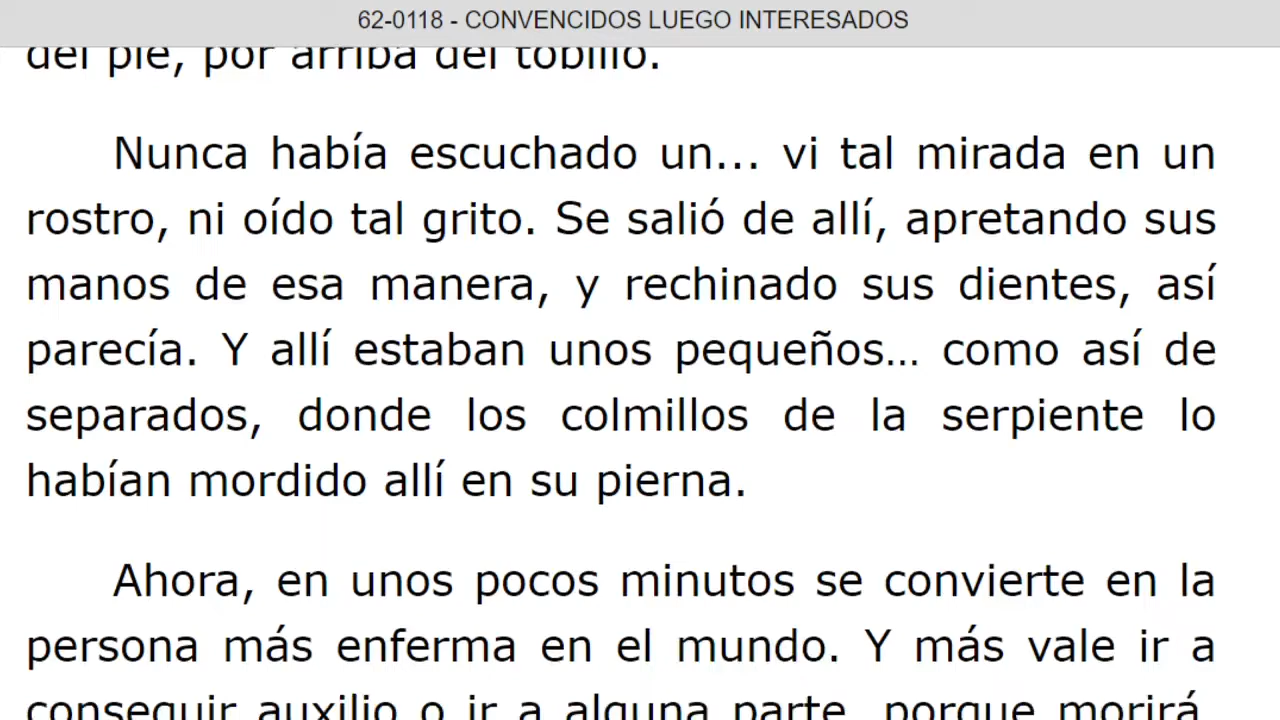 62-0118 - CONVENCIDOS LUEGO INTERESADOS
del pie, por arriba del tobillo.
Nunca había escuchado un... vi tal mirada en un
rostro, ni oído tal grito. Se salió de allí, apretando sus
manos de esa manera, y rechinado sus dientes, así
parecía. Y allí estaban unos pequeños... como así de
separados, donde los colmillos de la serpiente lo
habían mordido allí en su pierna.
Ahora, en unos pocos minutos se convierte en la
persona más enferma en el mundo. Y más vale ir a
conseguir auxilio o ir a alguna parte, porque morirá.